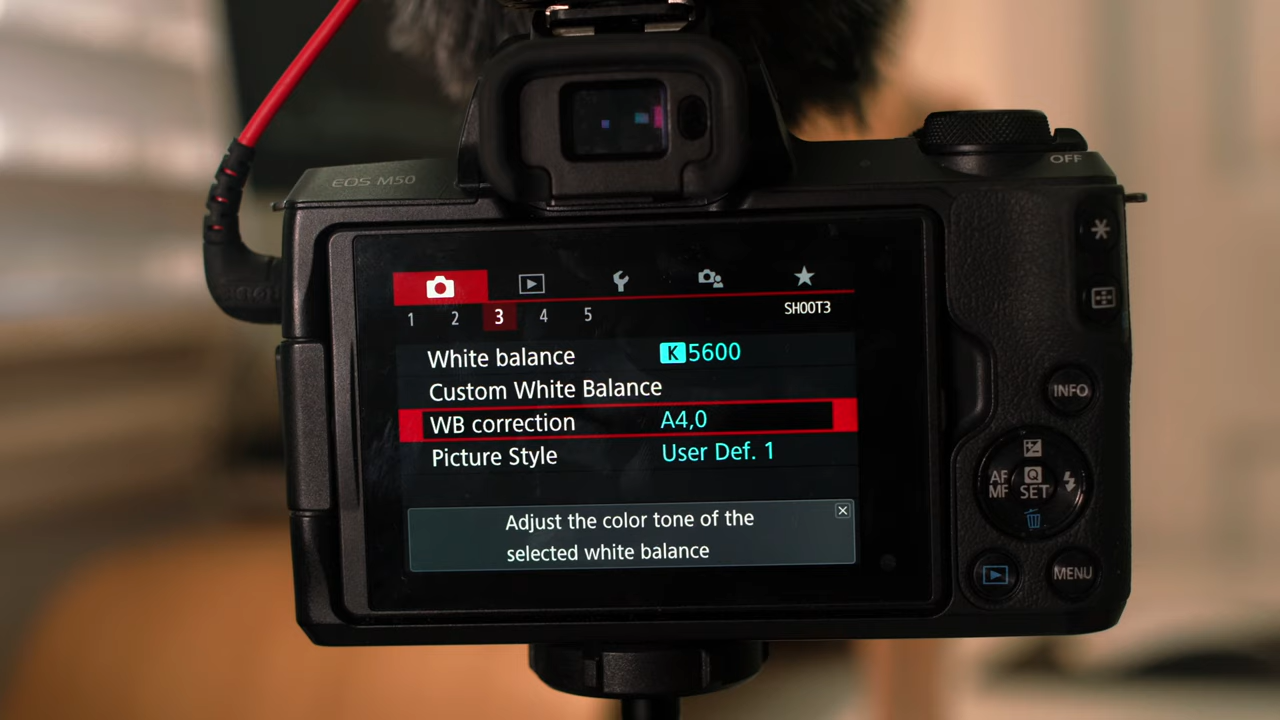 EOS M50
OFF
1 2 3 4 5 SHOOT3
White balance K 5600
Custom White Balance
WB correction A4,0
Picture Style User Def. 1
Adjust the color tone of the
selected white balance
INFO
AF
MF
Q
SET
MENU